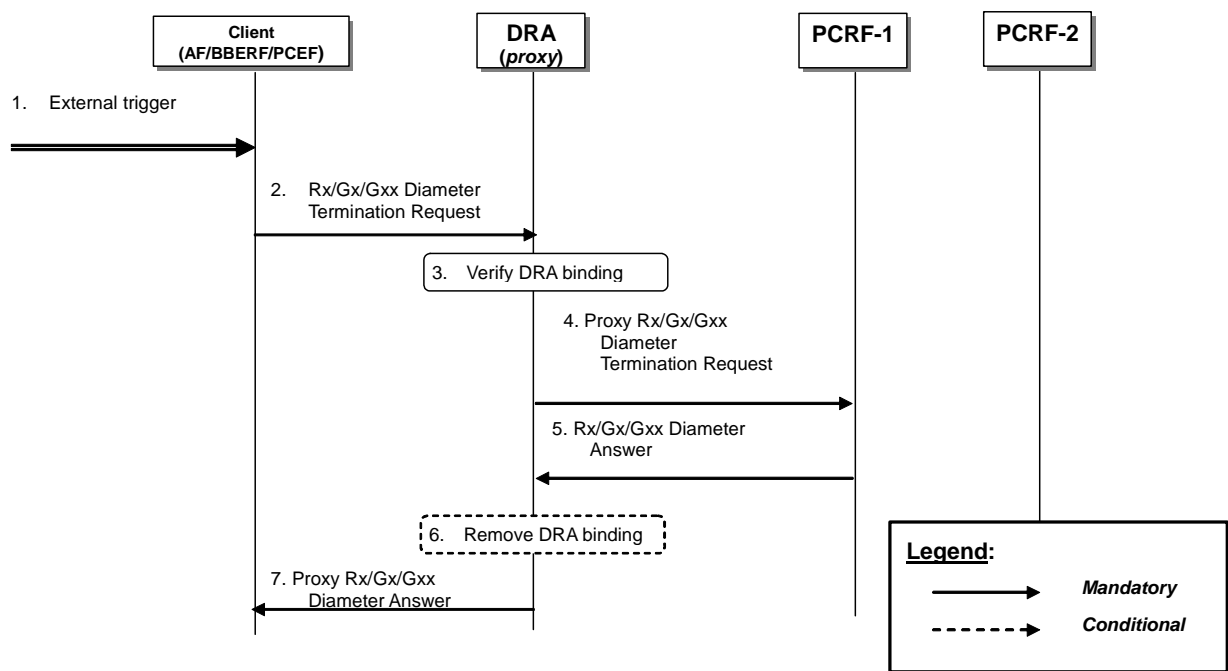 Client
(AF/BBERF/PCEF)
DRA
(proxy)
PCRF-1
PCRF-2
1. External trigger
2. Rx/Gx/Gxx Diameter
Termination Request
3. Verify DRA binding
4. Proxy Rx/Gx/Gxx
Diameter
Termination Request
5. Rx/Gx/Gxx Diameter
Answer
6. Remove DRA binding
7. Proxy Rx/Gx/Gxx
Diameter Answer
Legend:
Mandatory
Conditional